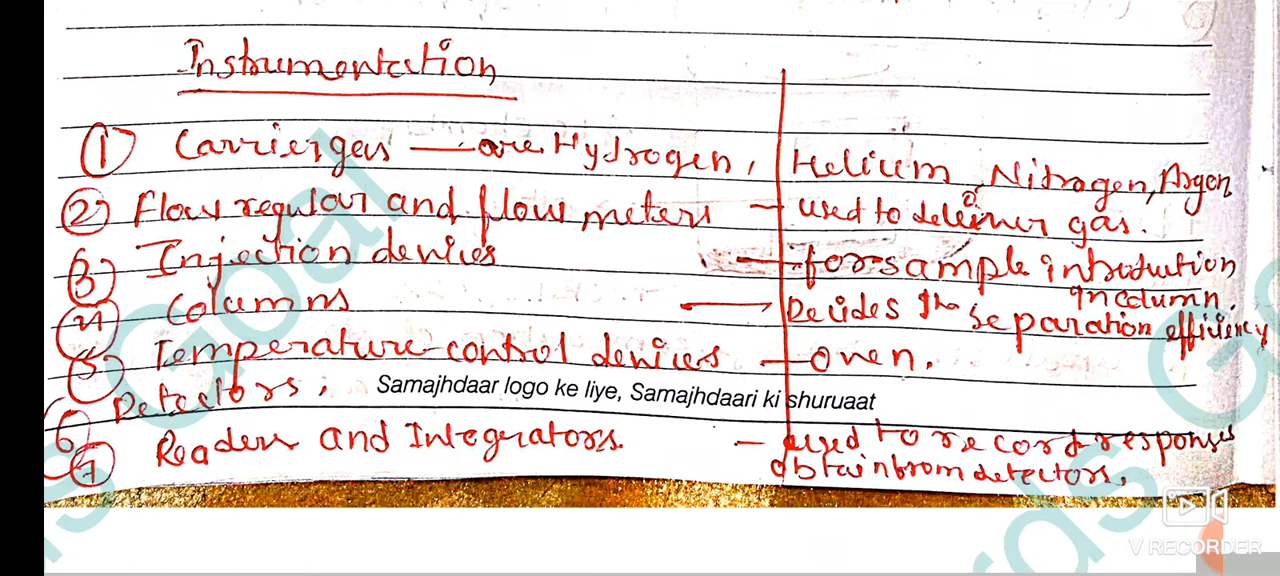 Instrumentation
① Carrier gas — are Hydrogen, Helium, Nitrogen, Argon
② Flow regular and flow meters — used to deliver gas.
③ Injection devices — for sample introduction in column.
④ Columns — Decides the separation efficiency
⑤ Temperature control devices — oven.
⑥ Detectors.
Samajhdaar logo ke liye, Samajhdaari ki shuruaat
⑦ Readers and Integrators. — used to record responses
obtain from detectors.
Goal
V RECORDER